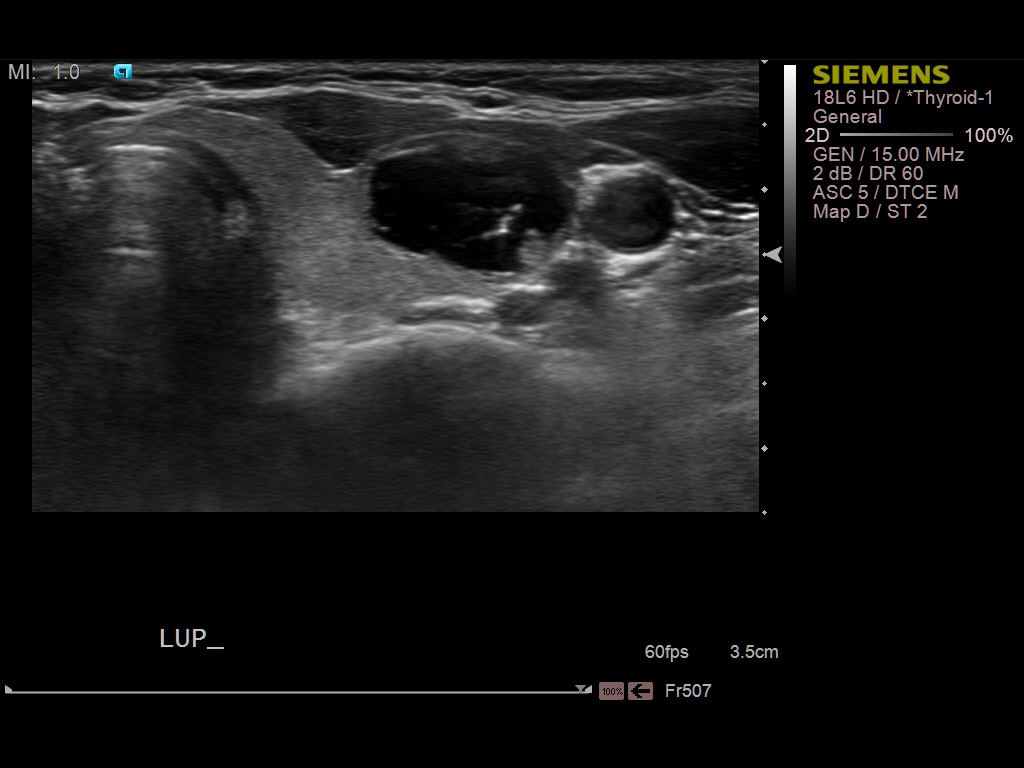 MI: 1.0
SIEMENS
18L6 HD / *Thyroid-1
General
2D 100%
GEN / 15.00 MHz
2 dB / DR 60
ASC 5 / DTCE M
Map D / ST 2
LUP_
60fps 3.5cm
100% Fr507